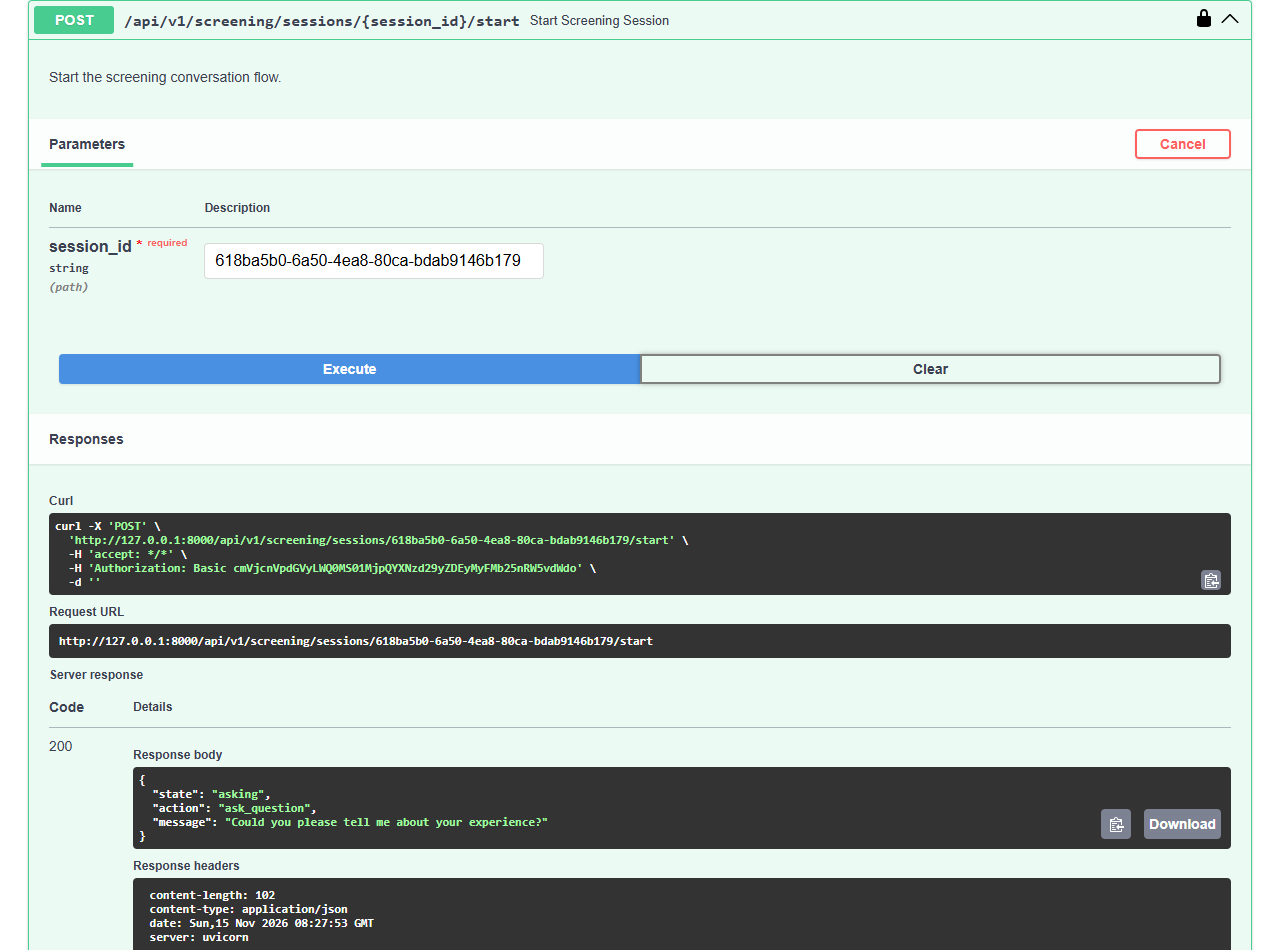 POST /api/v1/screening/sessions/{session_id}/start Start Screening Session
Start the screening conversation flow.
Parameters
Cancel
Name Description
session_id * required
string
(path)
618ba5b0-6a50-4ea8-80ca-bdab9146b179
Execute
Clear
Responses
Curl
curl -X 'POST' \
'http://127.0.0.1:8000/api/v1/screening/sessions/618ba5b0-6a50-4ea8-80ca-bdab9146b179/start' \
-H 'accept: */*' \
-H 'Authorization: Basic cmVjcnVpdGVyLWQ0MS01MjpQYXNzd29yZDEyMyFMb25nRW5vdWdo' \
-d ''
Request URL
http://127.0.0.1:8000/api/v1/screening/sessions/618ba5b0-6a50-4ea8-80ca-bdab9146b179/start
Server response
Code Details
200
Response body
{
"state": "asking",
"action": "ask_question",
"message": "Could you please tell me about your experience?"
}
Download
Response headers
content-length: 102
content-type: application/json
date: Sun,15 Nov 2026 08:27:53 GMT
server: uvicorn